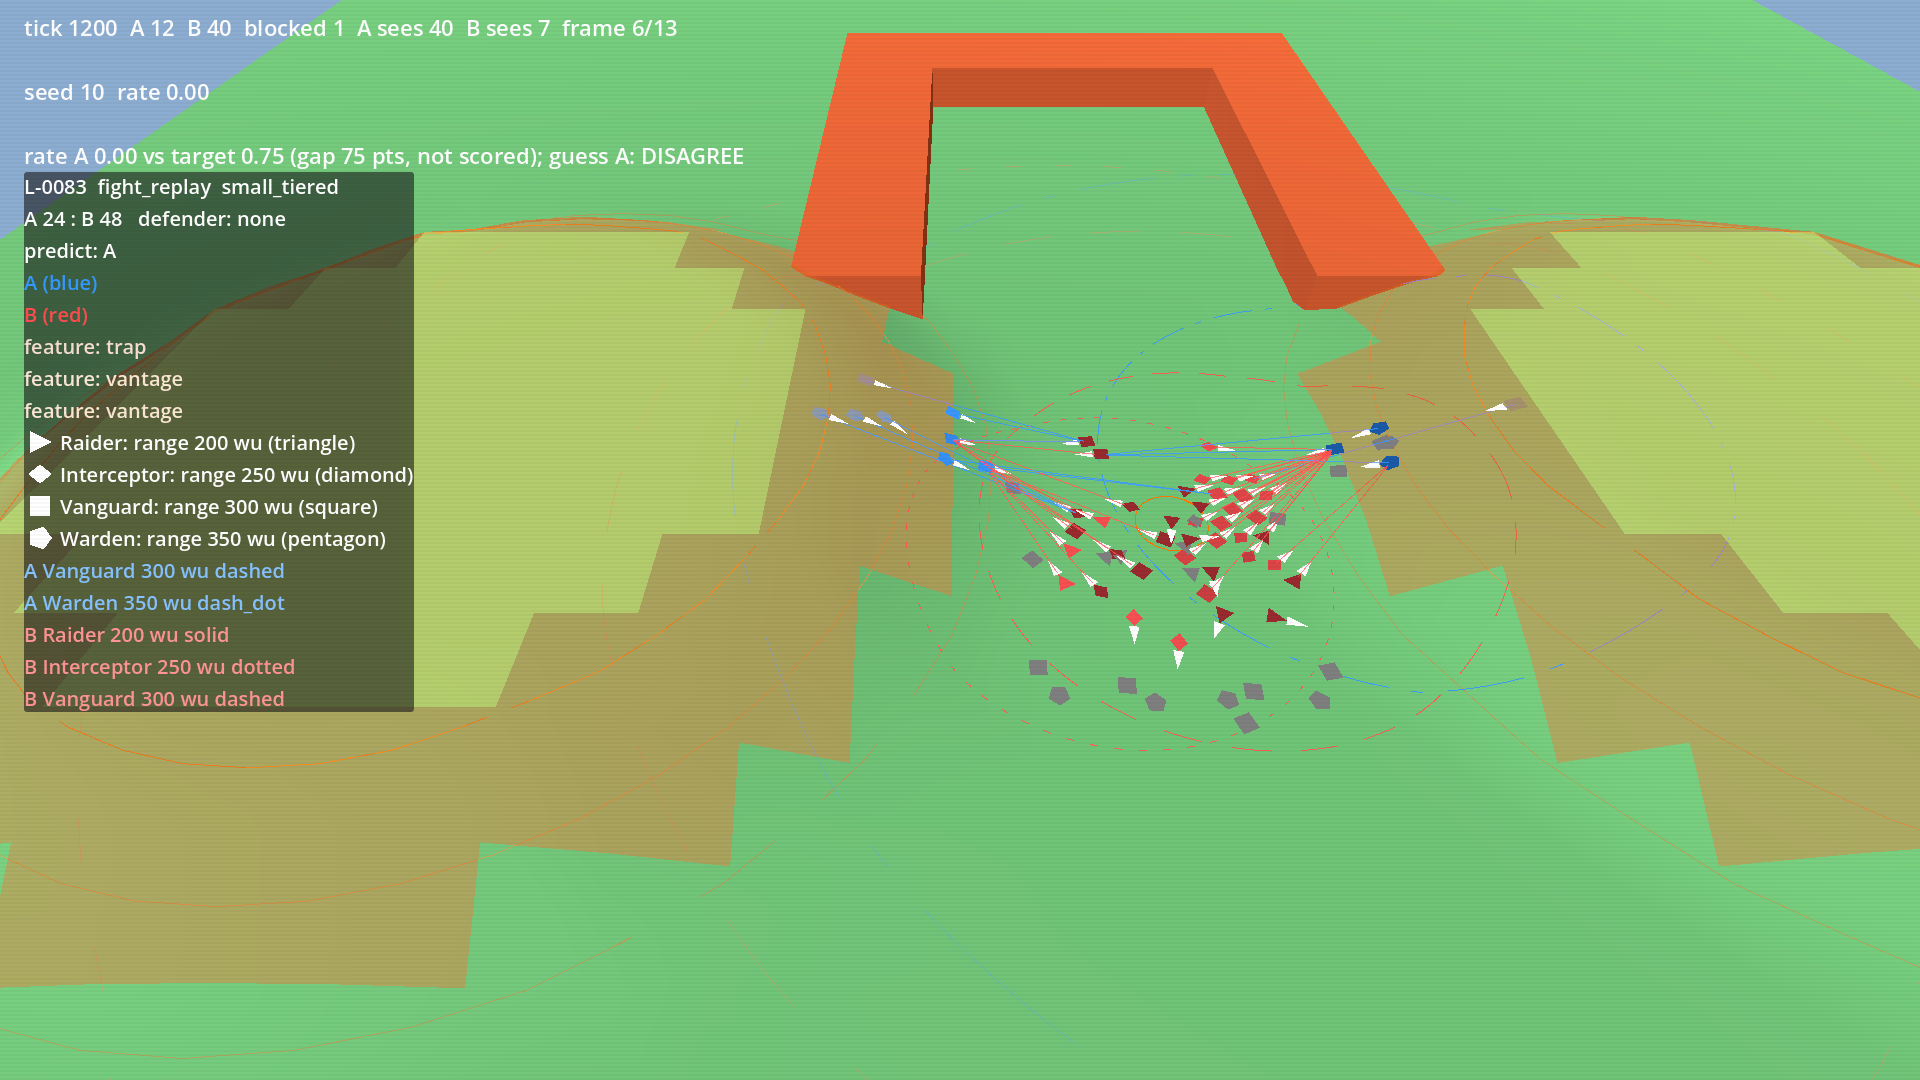 tick 1200  A 12  B 40  blocked 1  A sees 40  B sees 7  frame 6/13
seed 10  rate 0.00
rate A 0.00 vs target 0.75 (gap 75 pts, not scored); guess A: DISAGREE
L-0083  fight_replay  small_tiered
A 24 : B 48   defender: none
predict: A
A (blue)
B (red)
feature: trap
feature: vantage
feature: vantage
Raider: range 200 wu (triangle)
Interceptor: range 250 wu (diamond)
Vanguard: range 300 wu (square)
Warden: range 350 wu (pentagon)
A Vanguard 300 wu dashed
A Warden 350 wu dash_dot
B Raider 200 wu solid
B Interceptor 250 wu dotted
B Vanguard 300 wu dashed